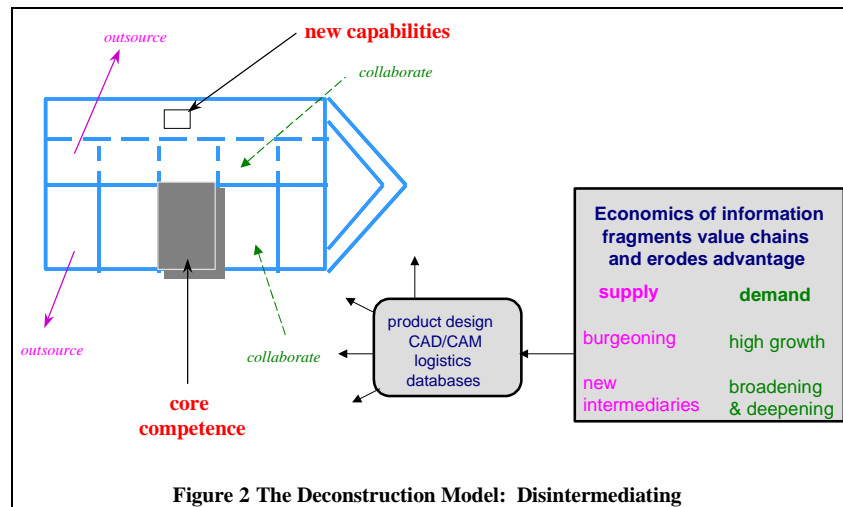 outsource
new capabilities
collaborate
Economics of information
fragments value chains
and erodes advantage
supply demand
burgeoning high growth
new broadening
intermediaries & deepening
product design
CAD/CAM
logistics
databases
outsource
collaborate
core
competence
Figure 2 The Deconstruction Model: Disintermediating